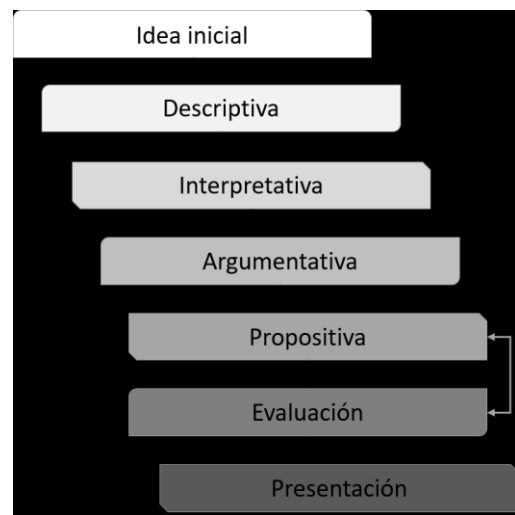 Idea inicial
Descriptiva
Interpretativa
Argumentativa
Propositiva
Evaluación
Presentación